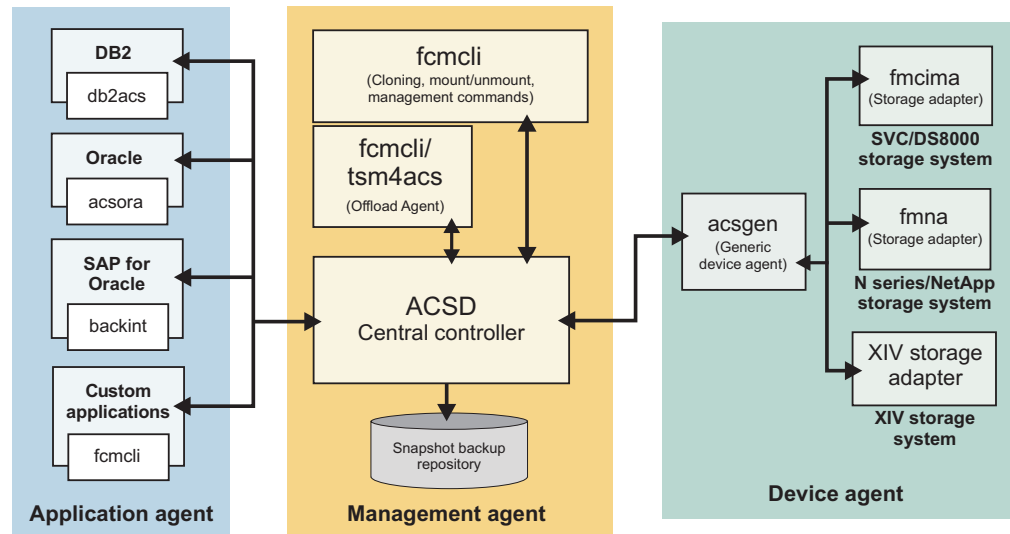 DB2
db2acs
Oracle
acsora
SAP for
Oracle
backint
Custom
applications
fcmcli
Application agent
fcmcli
(Cloning, mount/unmount,
management commands)
fcmcli/
tsm4acs
(Offload Agent)
ACSD
Central controller
Snapshot backup
repository
Management agent
acsgen
(Generic
device agent)
fmcima
(Storage adapter)
SVC/DS8000
storage system
fmna
(Storage adapter)
N series/NetApp
storage system
XIV storage
adapter
XIV storage
system
Device agent